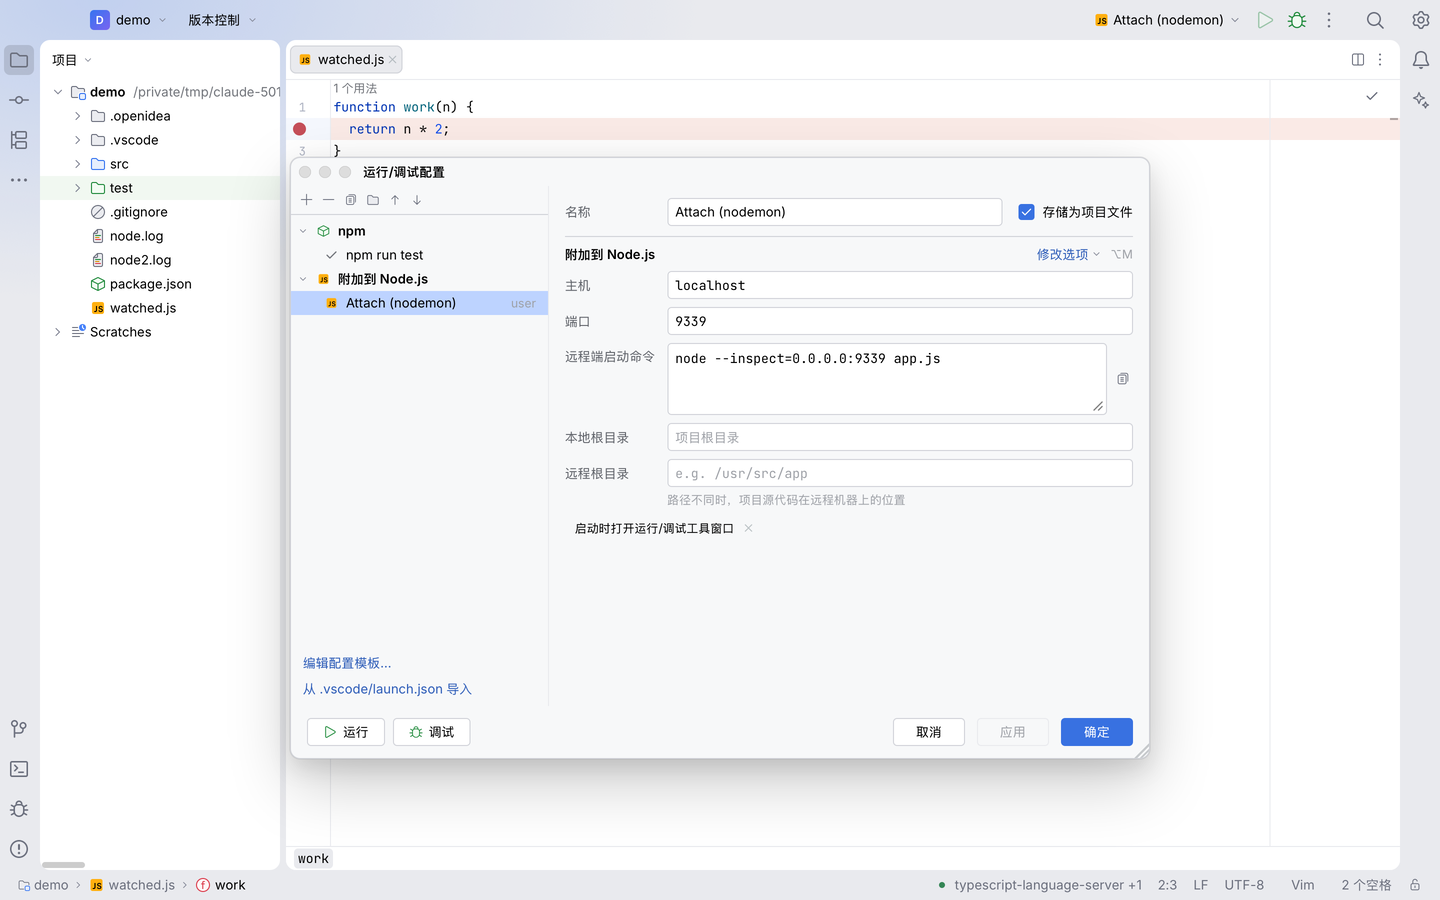 D demo 版本控制
JS Attach (nodemon)
项目
demo /private/tmp/claude-501
.openidea
.vscode
src
test
.gitignore
node.log
node2.log
package.json
JS watched.js
Scratches
JS watched.js
1 个用法
1 function work(n) {
return n * 2;
3 }
运行/调试配置
npm
npm run test
JS 附加到 Node.js
JS Attach (nodemon) user
编辑配置模板...
从 .vscode/launch.json 导入
名称 Attach (nodemon) 存储为项目文件
附加到 Node.js 修改选项 ⌥M
主机 localhost
端口 9339
远程端启动命令 node --inspect=0.0.0.0:9339 app.js
本地根目录 项目根目录
远程根目录 e.g. /usr/src/app
路径不同时，项目源代码在远程机器上的位置
启动时打开运行/调试工具窗口
运行 调试 取消 应用 确定
work
demo JS watched.js f work
typescript-language-server +1 2:3 LF UTF-8 Vim 2 个空格